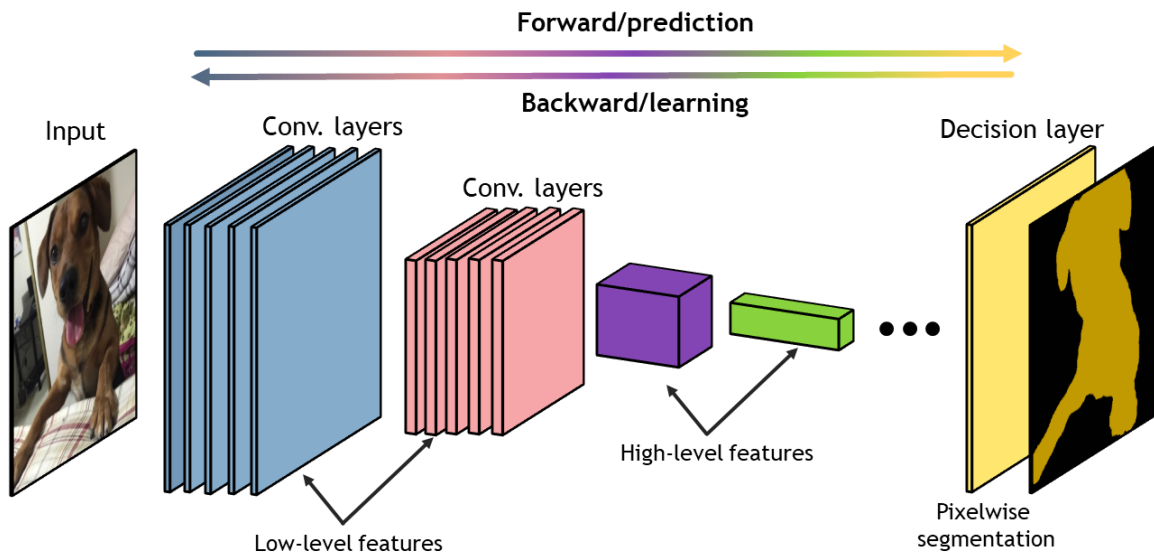 Forward/prediction
Backward/learning
Input
Conv. layers
Conv. layers
Decision layer
High-level features
Low-level features
Pixelwise
segmentation